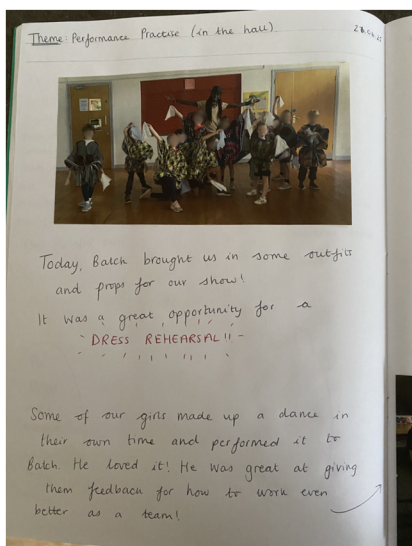 Theme: Performance Practise (in the hall)
Today, Batch brought us in some outfits
and props for our show!
It was a great opportunity for a
DRESS REHEARSAL!!
Some of our girls made up a dance in
their own time and performed it to
Batch. He loved it! He was great at giving
them feedback for how to work even
better as a team!